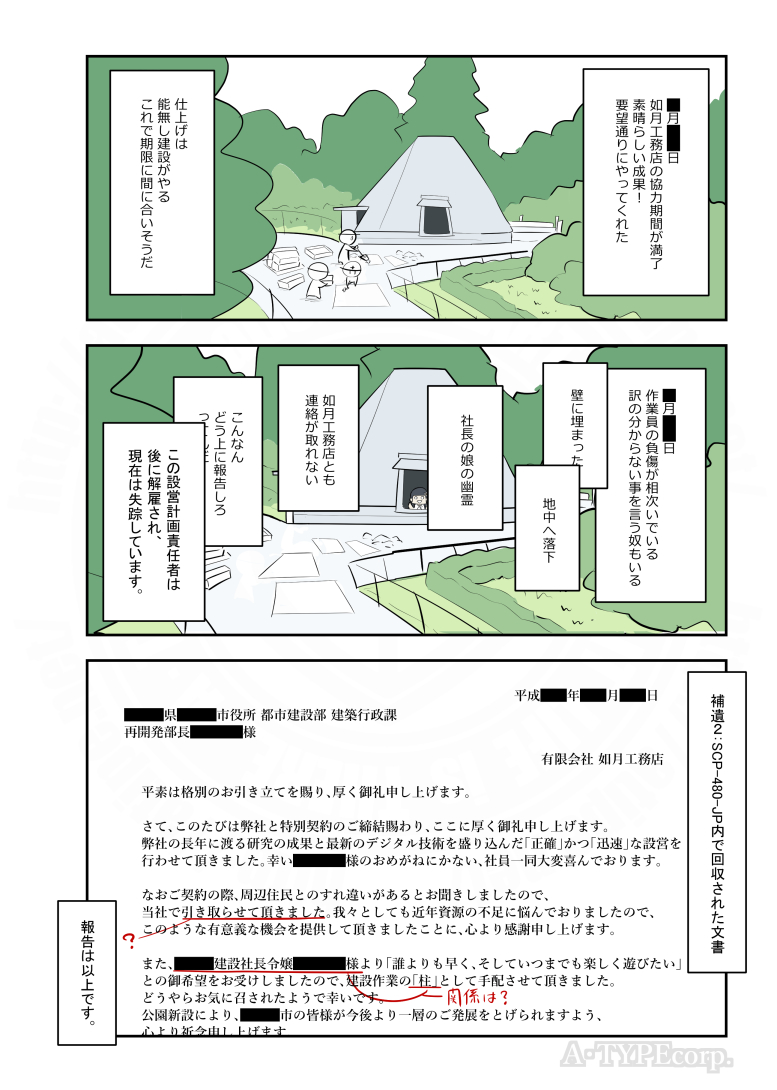 ■月■■日
如月工務店の協力期間が満了
素晴らしい成果！
要望通りにやってくれた
仕上げは
能無し建設がやる
これで期限に間に合いそうだ
■月■■日
作業員の負傷が相次いでいる
訳の分からない事を言う奴もいる
壁に埋まった
地中へ落下
社長の娘の幽霊
如月工務店とも
連絡が取れない
こんなん
どう上に報告しろ
この設営計画責任者は
後に解雇され、
現在は失踪しています。
補遺2：SCP-480-JP内で回収された文書
平成■■年■■月■■日
■■■県■■■市役所 都市建設部 建築行政課
再開発部長■■■■様
有限会社 如月工務店
平素は格別のお引き立てを賜り、厚く御礼申し上げます。
さて、このたびは弊社と特別契約のご締結賜わり、ここに厚く御礼申し上げます。
弊社の長年に渡る研究の成果と最新のデジタル技術を盛り込んだ「正確」かつ「迅速」な設営を
行わせて頂きました。幸い■■■■様のおめがねにかない、社員一同大変喜んでおります。
なおご契約の際、周辺住民とのすれ違いがあるとお聞きしましたので、
当社で引き取らせて頂きました。我々としても近年資源の不足に悩んでおりましたので、
このような有意義な機会を提供して頂きましたことに、心より感謝申し上げます。
?
また、■■■建設社長令嬢■■■■様より「誰よりも早く、そしていつまでも楽しく遊びたい」
との御希望をお受けしましたので、建設作業の「柱」として手配させて頂きました。
どうやらお気に召されたようで幸いです。
関係は?
公園新設により、■■■市の皆様が今後より一層のご発展をとげられますよう、
心より祈念申し上げます
報告は以上です。
A-TYPEcorp.